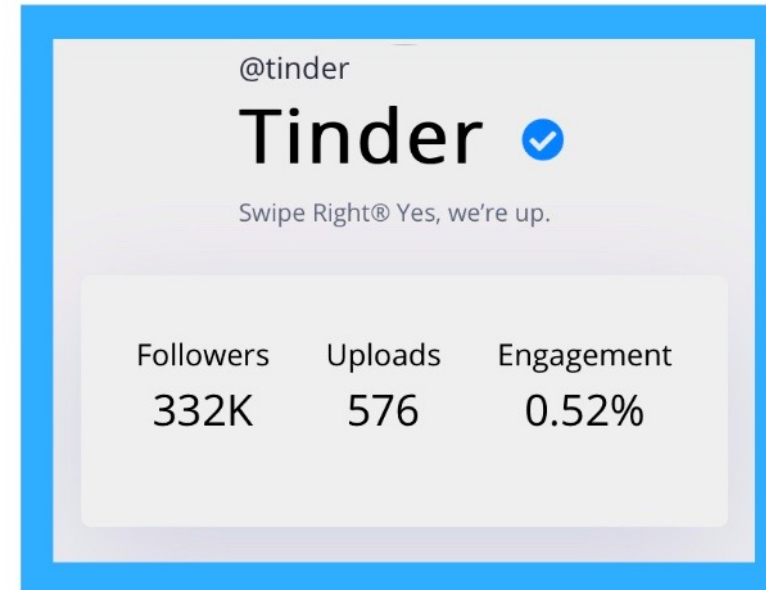 @tinder
Tinder
Swipe Right® Yes, we’re up.
Followers Uploads Engagement
332K 576 0.52%